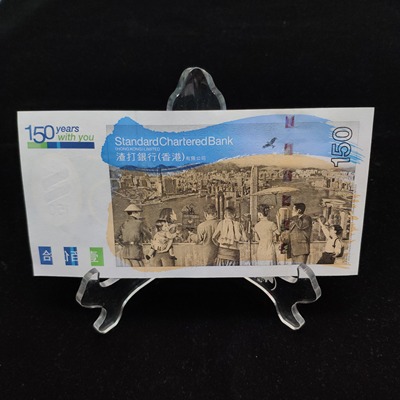 150 years
with you
Standard Chartered Bank
(HONG KONG) LIMITED
渣打銀行(香港)有限公司
150